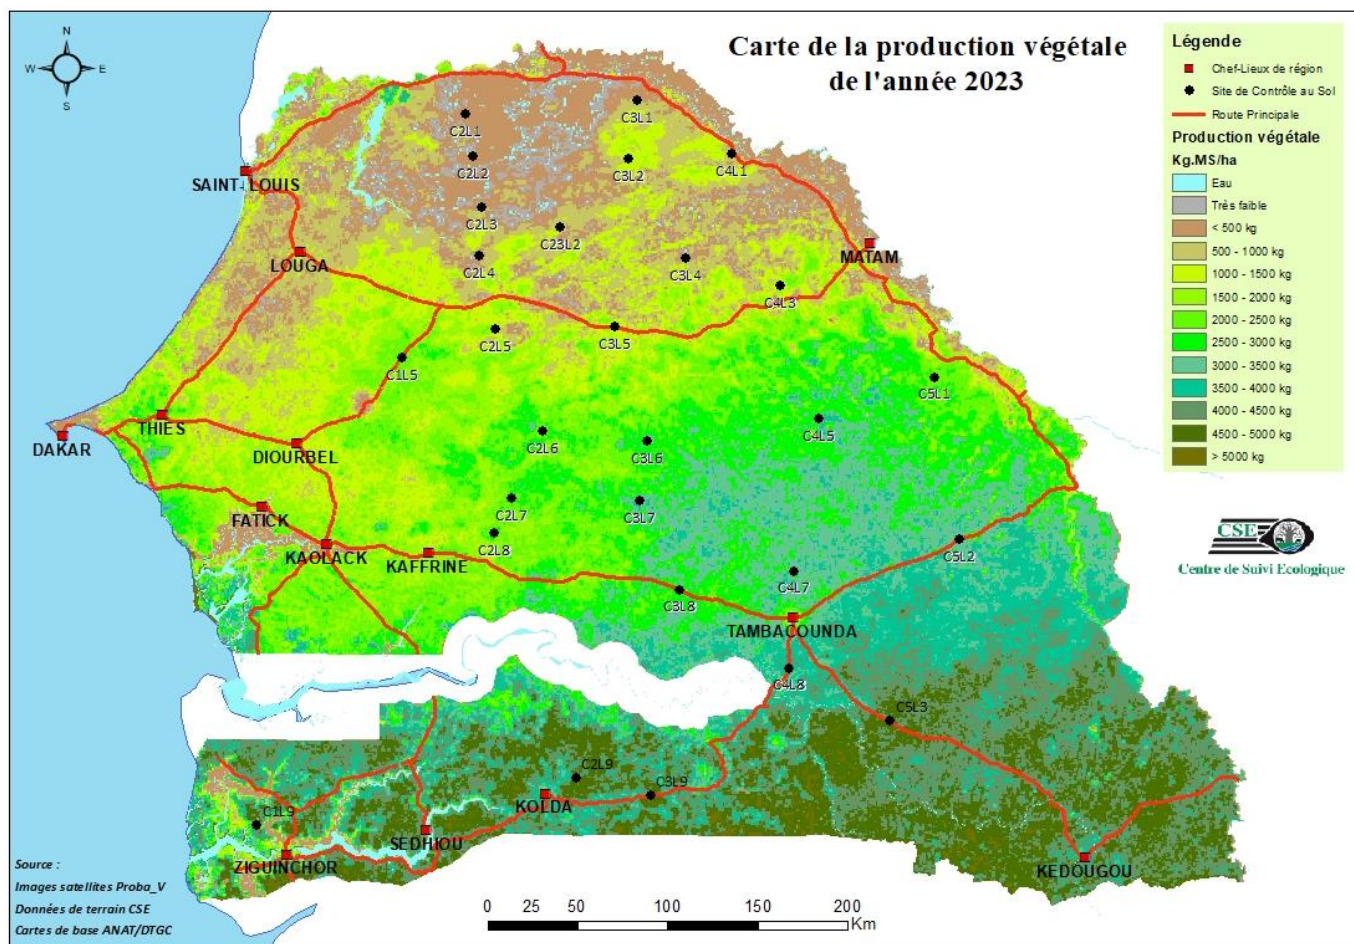 Carte de la production végétale
de l'année 2023
N
W
E
S
Légende
Chef-Lieux de région
Site de Contrôle au Sol
Route Principale
Production végétale
Kg.MS/ha
Eau
Très faible
< 500 kg
500 - 1000 kg
1000 - 1500 kg
1500 - 2000 kg
2000 - 2500 kg
2500 - 3000 kg
3000 - 3500 kg
3500 - 4000 kg
4000 - 4500 kg
4500 - 5000 kg
> 5000 kg
CSE
Centre de Suivi Ecologique
C2L1
C3L1
C2L2
C3L2
C4L1
SAINT-LOUIS
C2L3
C23L2
LOUGA
C2L4
C3L4
MATAM
C4L3
C2L5
C3L5
C1L5
C5L1
THIES
DAKAR
DIOURBEL
C2L6
C3L6
C4L5
FATICK
C2L7
C3L7
KAOLACK
KAFFRINE
C2L8
C5L2
C4L7
C3L8
TAMBACOUNDA
C4L8
C5L3
C2L9
C3L9
KOLDA
C1L9
SEDHIOU
ZIGUINCHOR
KEDOUGOU
Source :
Images satellites Proba_V
Données de terrain CSE
Cartes de base ANAT/DTGC
0 25 50 100 150 200
Km